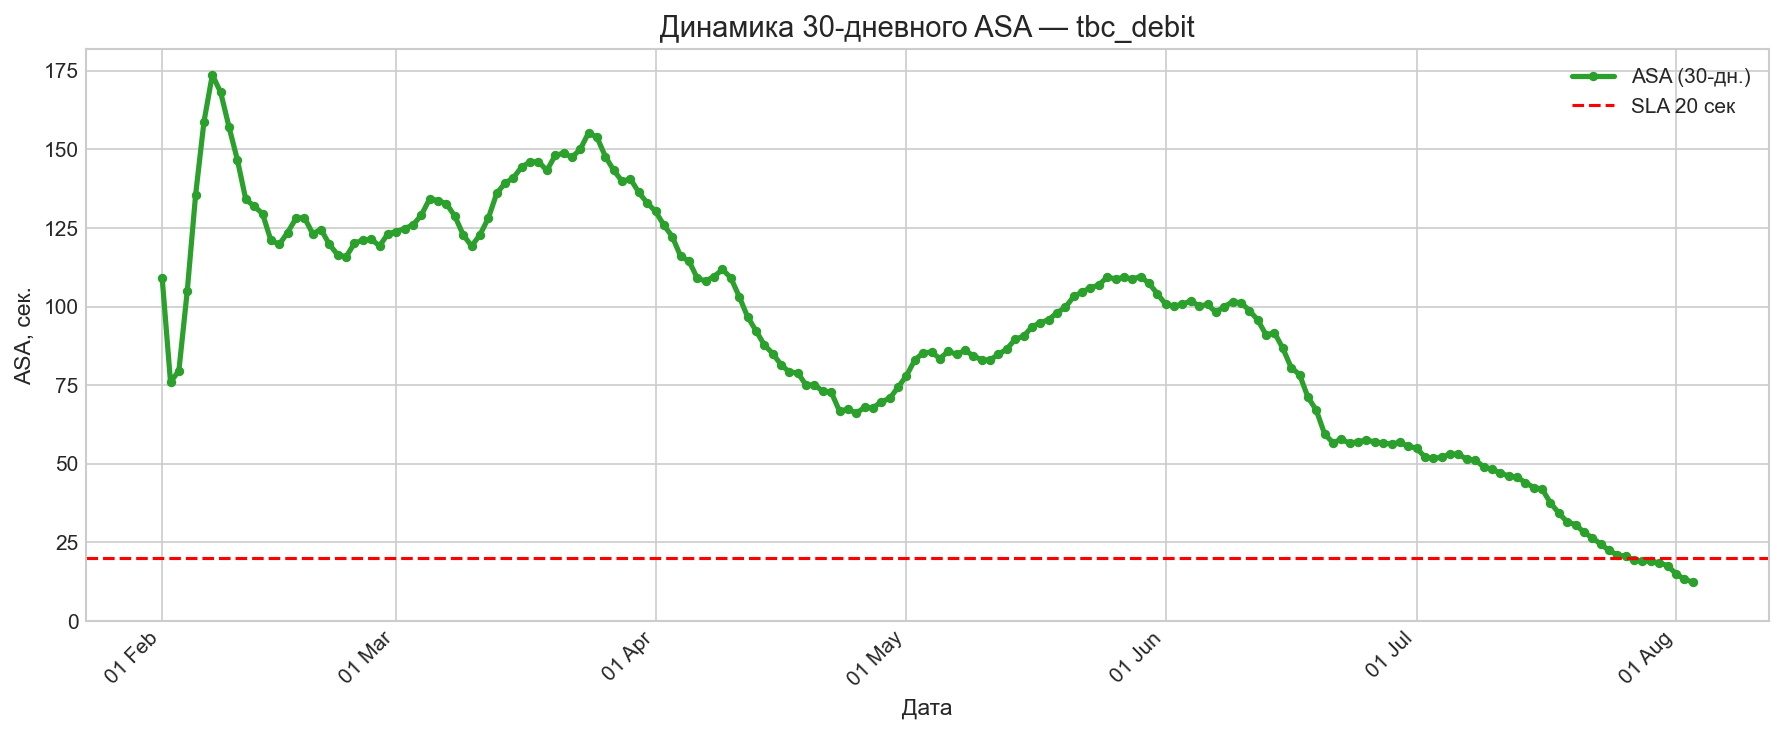 Динамика 30-дневного ASA — tbc_debit
ASA (30-дн.)
SLA 20 сек
ASA, сек.
175
150
125
100
75
50
25
0
01 Feb
01 Mar
01 Apr
01 May
01 Jun
01 Jul
01 Aug
Дата